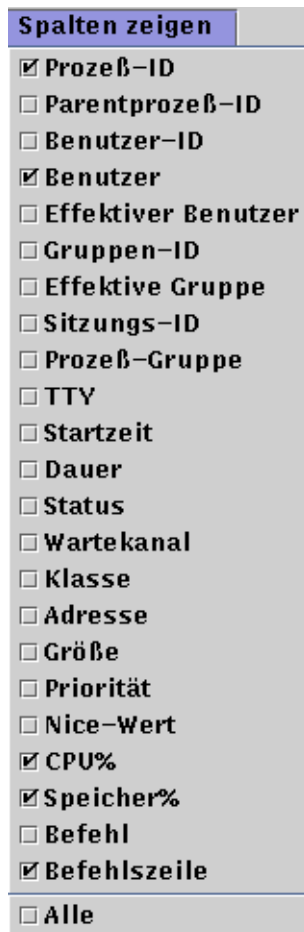 Spalten zeigen
Prozeß-ID
Parentprozeß-ID
Benutzer-ID
Benutzer
Effektiver Benutzer
Gruppen-ID
Effektive Gruppe
Sitzungs-ID
Prozeß-Gruppe
TTY
Startzeit
Dauer
Status
Wartekanal
Klasse
Adresse
Größe
Priorität
Nice-Wert
CPU%
Speicher%
Befehl
Befehlszeile
Alle